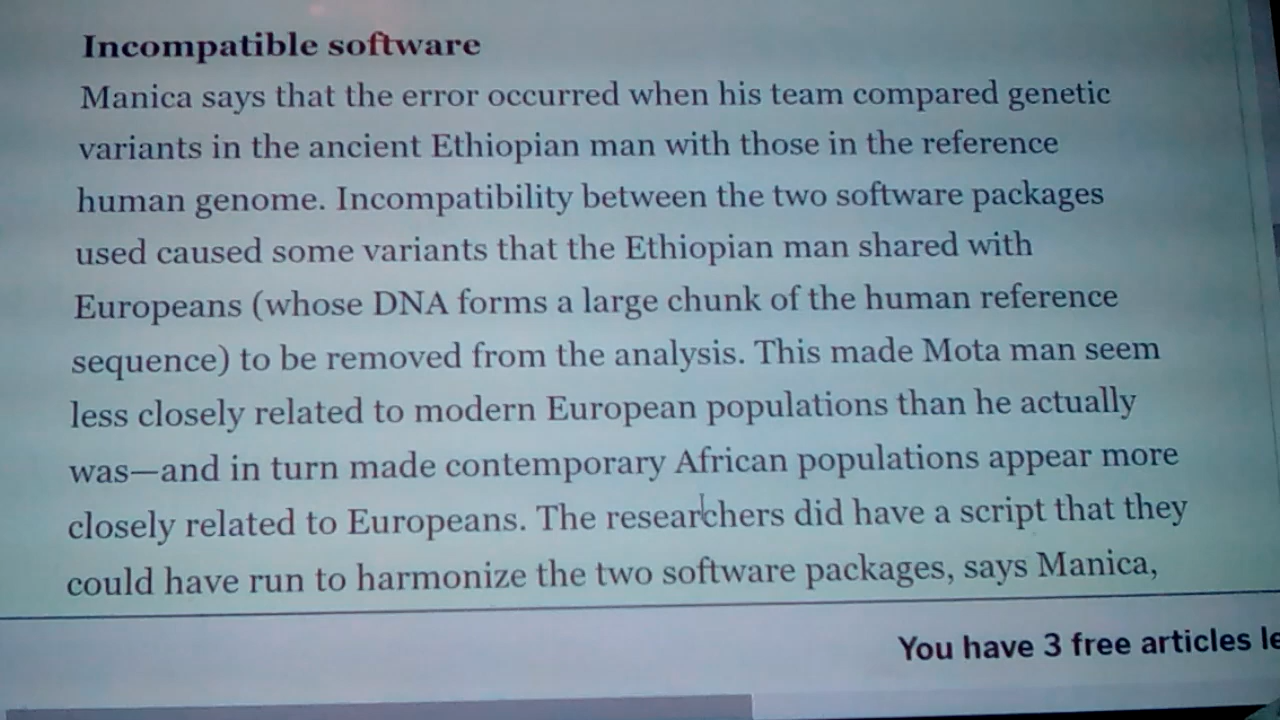 Incompatible software
Manica says that the error occurred when his team compared genetic
variants in the ancient Ethiopian man with those in the reference
human genome. Incompatibility between the two software packages
used caused some variants that the Ethiopian man shared with
Europeans (whose DNA forms a large chunk of the human reference
sequence) to be removed from the analysis. This made Mota man seem
less closely related to modern European populations than he actually
was—and in turn made contemporary African populations appear more
closely related to Europeans. The researchers did have a script that they
could have run to harmonize the two software packages, says Manica,
You have 3 free articles le